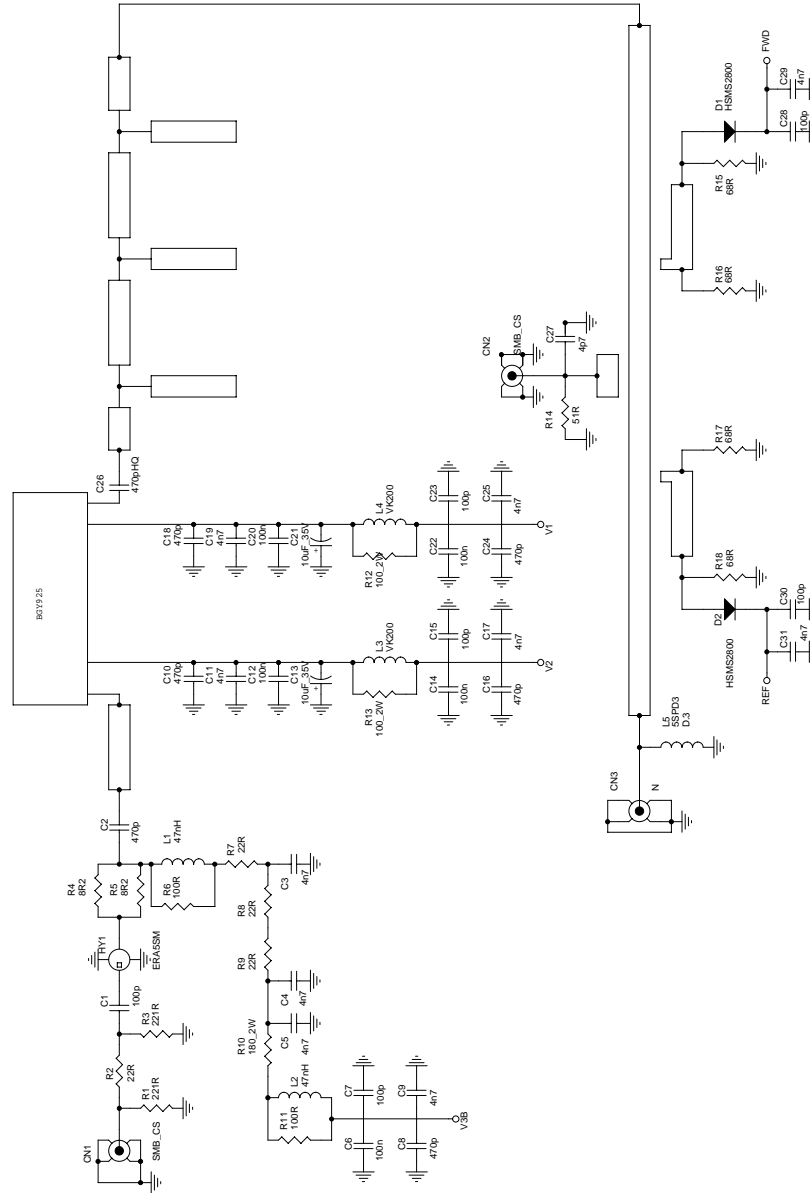 FWD
C29
4n7
C28
100p
D1
HSMS2800
R15
68R
R16
68R
CN2
SMB_CS
C27
4p7
R14
51R
C26
470pHQ
BGY925
C18
470p
C19
4n7
C20
100n
C21
10uF_35V
L4
VK200
R12
100_2W
C23
100p
C22
100n
C25
4n7
C24
470p
V1
C10
470p
C11
4n7
C12
100n
C13
10uF_35V
L3
VK200
R13
100_2W
C15
100p
C14
100n
C17
4n7
C16
470p
V2
R17
68R
R18
68R
D2
HSMS2800
C30
100p
C31
4n7
REF
L5
5SPD3
D.3
CN3
N
C2
470p
R4
8R2
R5
8R2
L1
47nH
R6
100R
R7
22R
C3
4n7
R8
22R
R9
22R
C4
4n7
C5
4n7
R10
180_2W
L2
47nH
R11
100R
C7
100p
C6
100n
C9
4n7
C8
470p
V3B
HY1
ERA5SM
C1
100p
R3
221R
R2
22R
R1
221R
CN1
SMB_CS